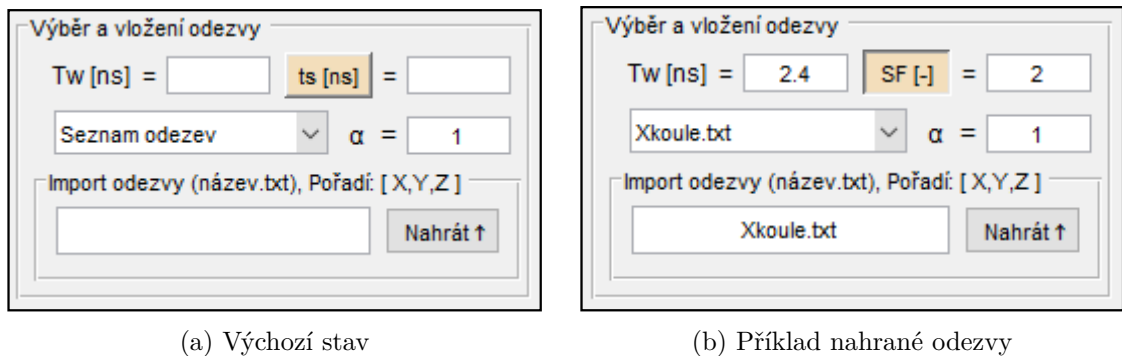 Výběr a vložení odezvy
Tw [ns] = ts [ns] =
Seznam odezev α = 1
Import odezvy (název.txt), Pořadí: [ X,Y,Z ]
Nahrát ↑
(a) Výchozí stav
Výběr a vložení odezvy
Tw [ns] = 2.4 SF [-] = 2
Xkoule.txt α = 1
Import odezvy (název.txt), Pořadí: [ X,Y,Z ]
Xkoule.txt Nahrát ↑
(b) Příklad nahrané odezvy